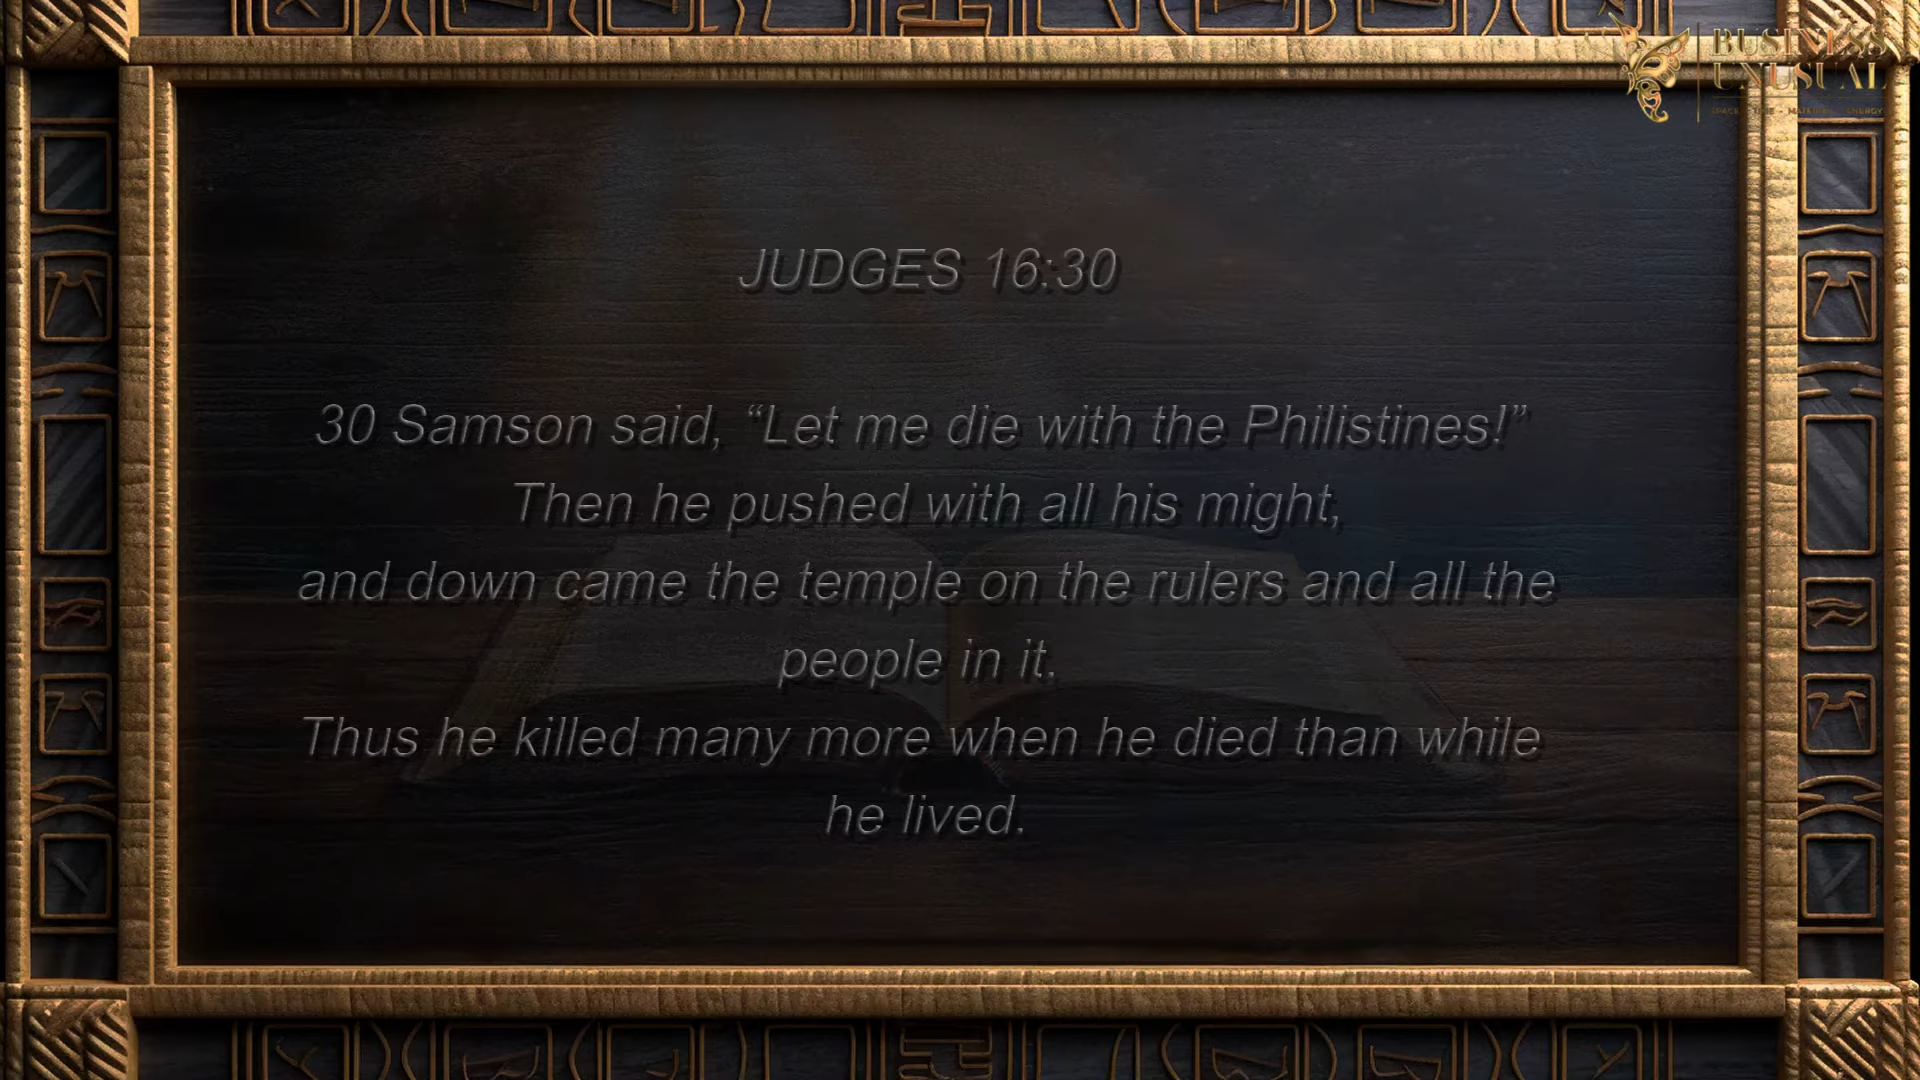 BUSINESS
UNUSUAL
JUDGES 16:30
30 Samson said, “Let me die with the Philistines!”
Then he pushed with all his might,
and down came the temple on the rulers and all the
people in it.
Thus he killed many more when he died than while
he lived.